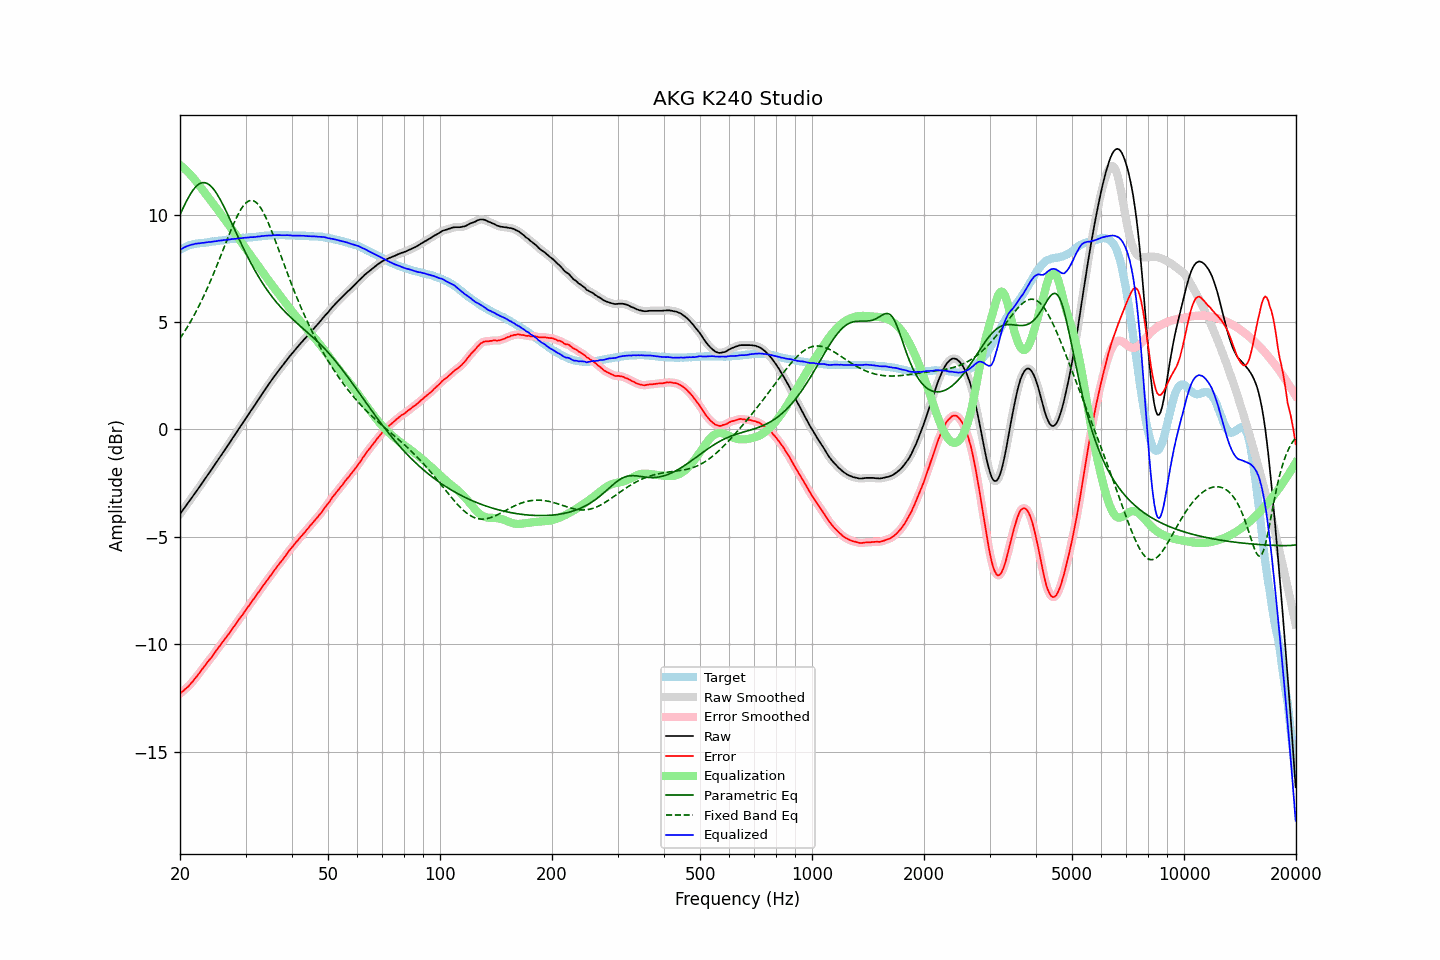 AKG K240 Studio
Amplitude (dBr)
10
5
0
−5
−10
−15
Target
Raw Smoothed
Error Smoothed
Raw
Error
Equalization
Parametric Eq
Fixed Band Eq
Equalized
20 50 100 200 500 1000 2000 5000 10000 20000
Frequency (Hz)